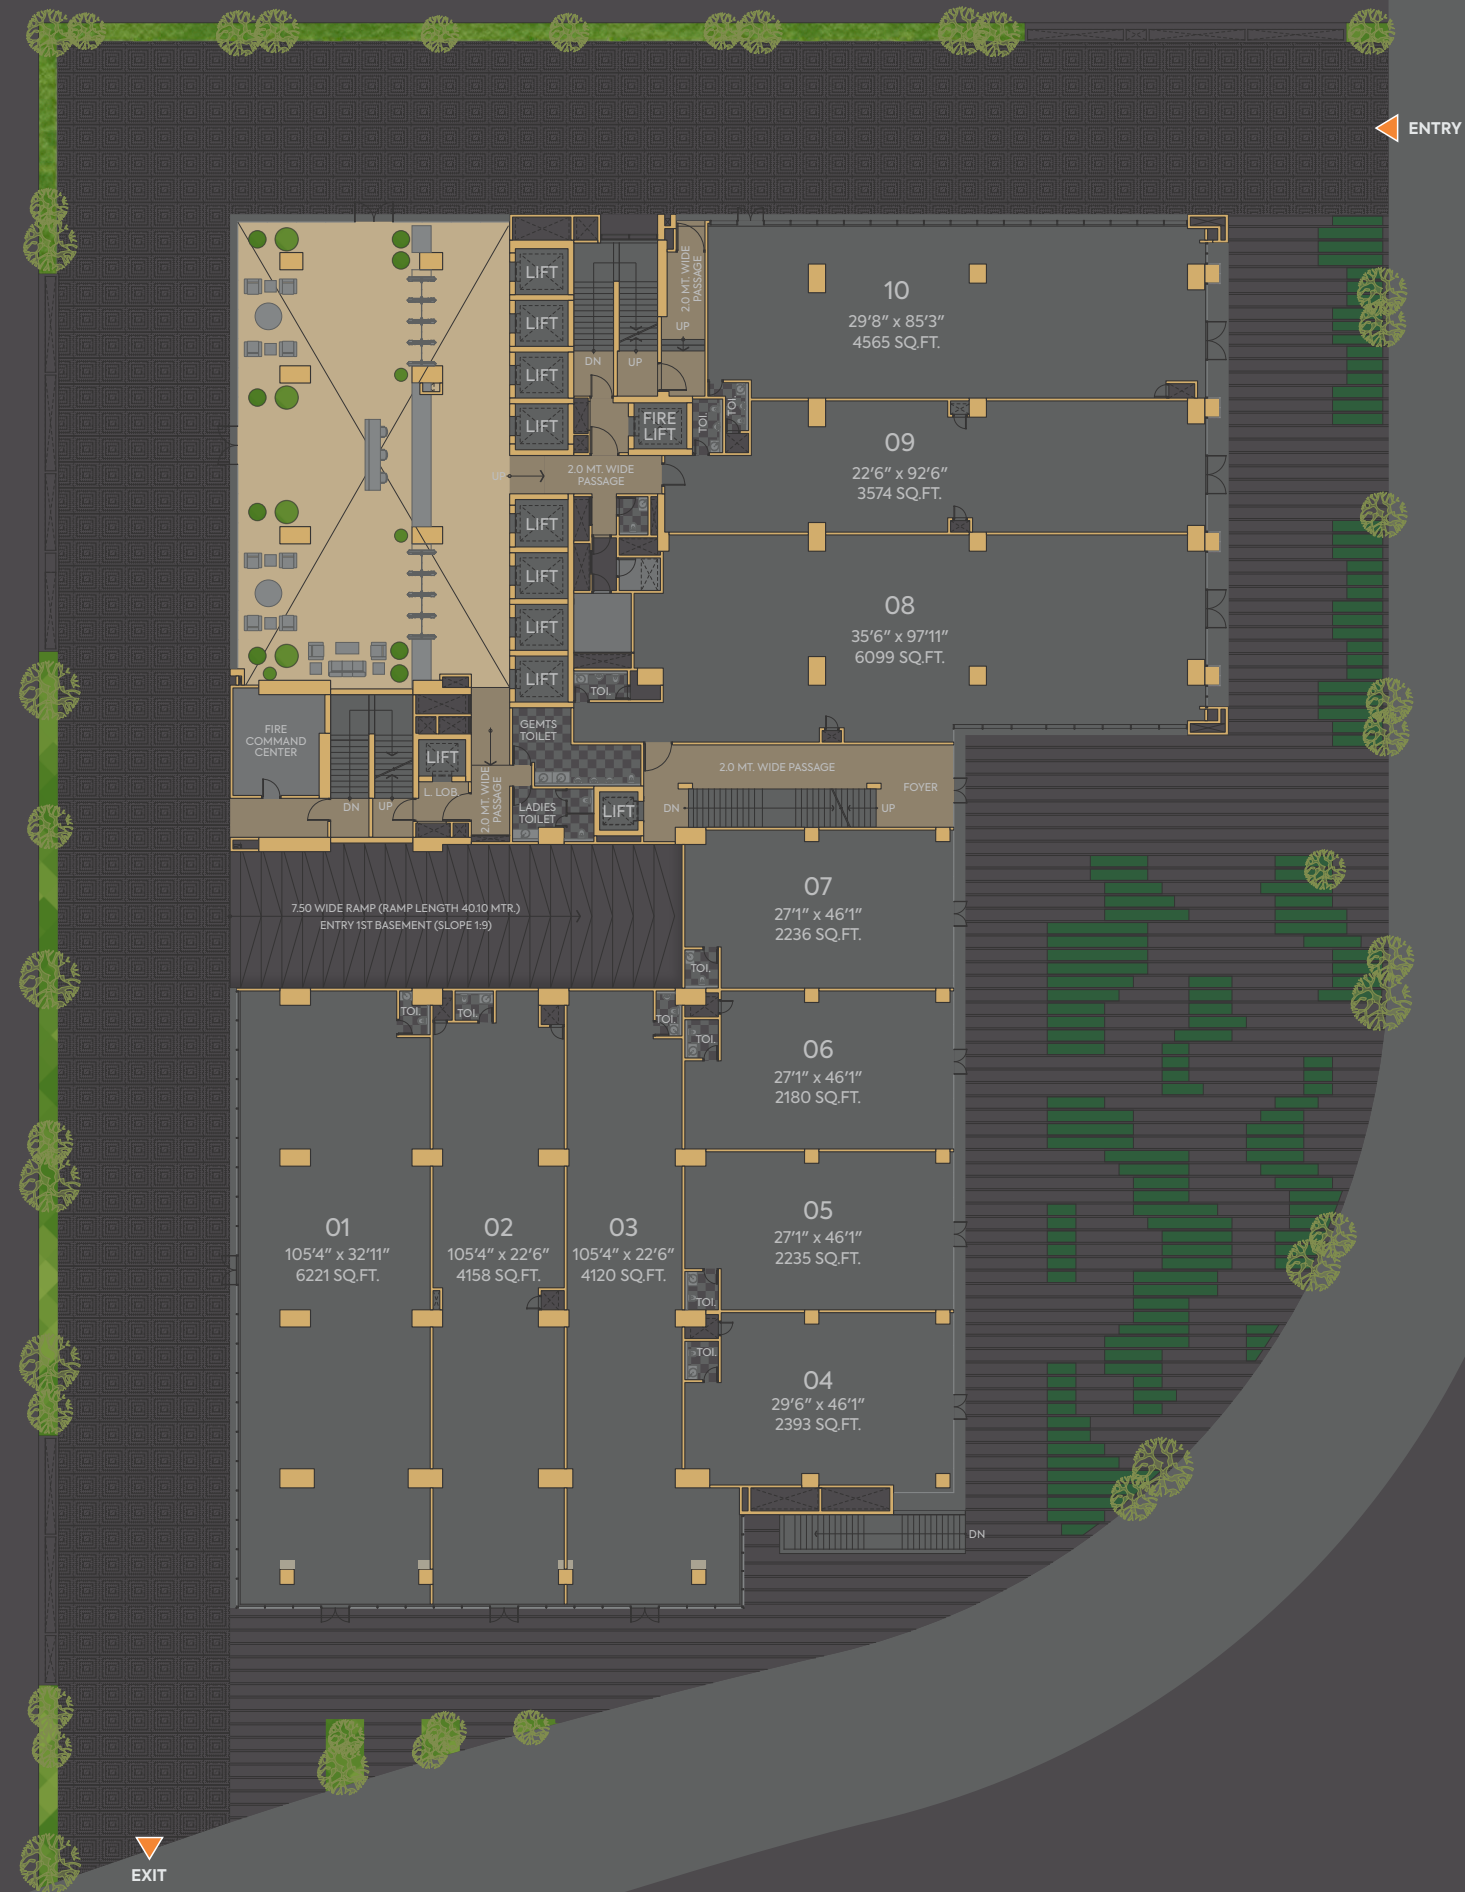 ENTRY
LIFT
LIFT
LIFT
LIFT
DN
UP
2.0 MT. WIDE
PASSAGE
UP
10
29'8" x 85'3"
4565 SQ.FT.
FIRE
LIFT
TOI.
TOI.
09
22'6" x 92'6"
3574 SQ.FT.
UP
2.0 MT. WIDE
PASSAGE
LIFT
LIFT
LIFT
LIFT
08
35'6" x 97'11"
6099 SQ.FT.
TOI.
FIRE
COMMAND
CENTER
DN
UP
LIFT
L. LOB.
2.0 MT. WIDE
PASSAGE
GEMTS
TOILET
LADIES
TOILET
LIFT
2.0 MT. WIDE PASSAGE
FOYER
DN
UP
7.50 WIDE RAMP (RAMP LENGTH 40.10 MTR.)
ENTRY 1ST BASEMENT (SLOPE 1:9)
07
27'1" x 46'1"
2236 SQ.FT.
TOI.
TOI.
TOI.
TOI.
TOI.
06
27'1" x 46'1"
2180 SQ.FT.
01
105'4" x 32'11"
6221 SQ.FT.
02
105'4" x 22'6"
4158 SQ.FT.
03
105'4" x 22'6"
4120 SQ.FT.
05
27'1" x 46'1"
2235 SQ.FT.
TOI.
TOI.
04
29'6" x 46'1"
2393 SQ.FT.
DN
EXIT